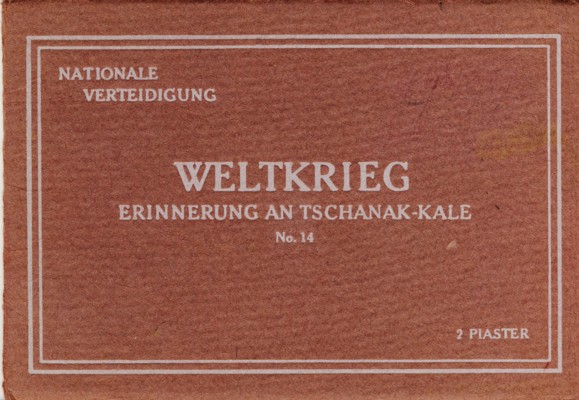 NATIONALE
VERTEIDIGUNG
WELTKRIEG
ERINNERUNG AN TSCHANAK-KALE
No. 14
2 PIASTER